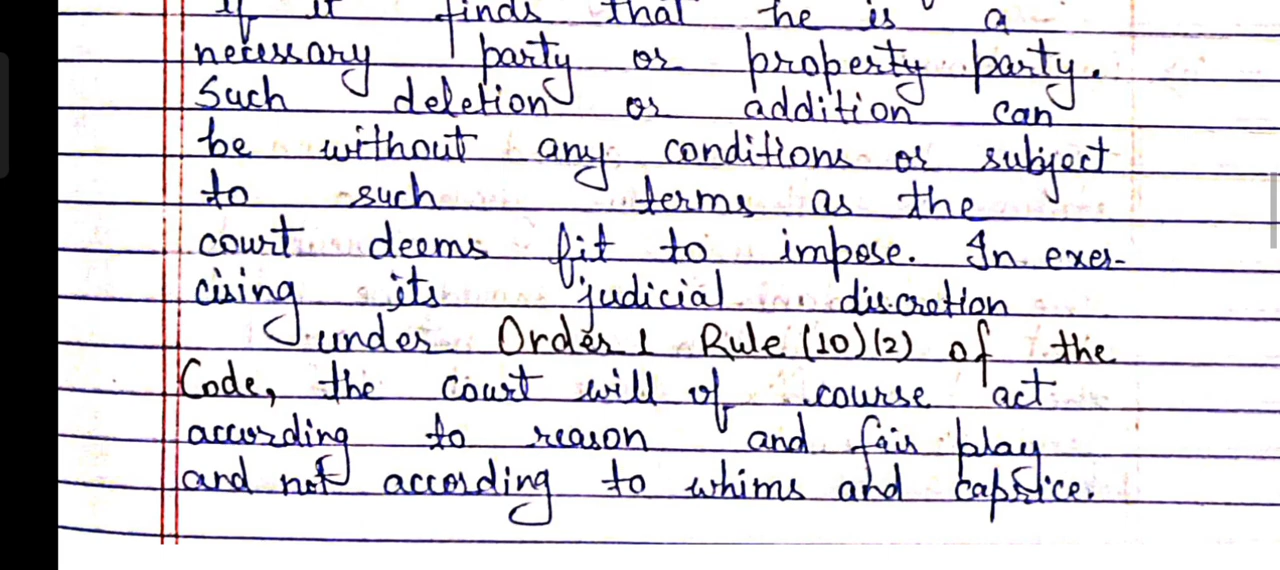 if it finds that he is a
necessary party or property party.
Such deletion or addition can
be without any conditions or subject
to such terms as the
court deems fit to impose. In exer-
cising its judicial discretion
under Order 1 Rule (10)(2) of the
Code, the court will of course act
according to reason and fair play
and not according to whims and caprice.